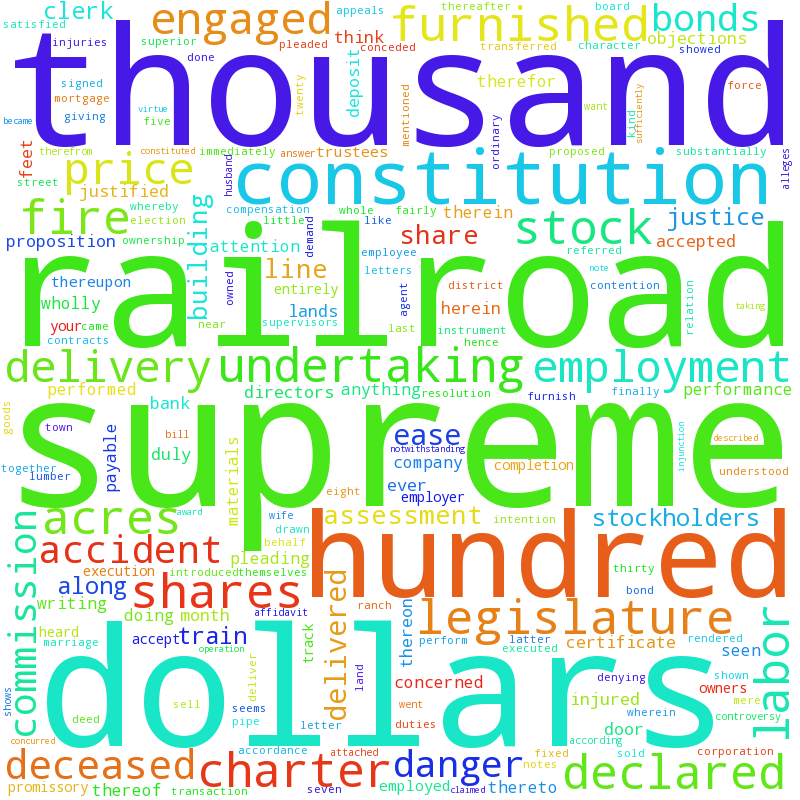 clerk
engaged
furnished
bonds
satisfied
injuries
superior
appeals
thereafter
board
pleaded
think
conceded
transferred
character
showed
objections
done
thousand
signed
mortgage
giving
virtue
five
became
twenty
deposit
mentioned
therefor
want
kind
sufficiently
force
therefrom
constituted
immediately
answer
trustees
ordinary
proposed
substantially
alleges
feet
street
price
justified
husband
constitution
whereby
election
compensation
whole
like
fairly
therein
justice
fire
little
stock
proposition
ownership
building
attention
demand
employee
share
referred
accepted
thereupon
line
letters
note
contention
wholly
owned
entirely
agent
district
relation
lands
herein
taking
railroad
your
came
near
supervisors
last
instrument
contracts
hence
delivery
undertaking
employment
performed
directors
anything
resolution
furnish
finally
performance
goods
bank
supreme
town
bill
payable
materials
ease
notwithstanding
injunction
described
duly
company
completion
together
lumber
ever
employer
understood
eight
acres
award
wife
drawn
assessment
intention
stockholders
commission
accident
behalf
pleading
hundred
execution
introduced
themselves
thirty
along
shares
bond
writing
doing
month
affidavit
delivered
ranch
thereon
legislature
labor
heard
marriage
accept
train
operation
track
perform
latter
executed
certificate
rendered
seen
shows
dollars
deliver
land
concerned
injured
denying
shown
owners
deed
sell
seems
pipe
went
duties
wherein
mere
controversy
letter
door
according
concurred
accordance
attached
sold
corporation
deceased
charter
danger
notes
fixed
declared
promissory
thereof
transaction
seven
employed
claimed
thereto